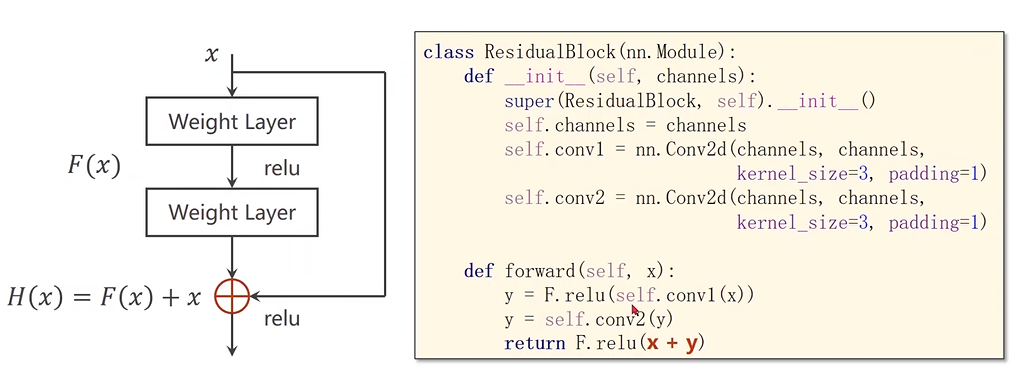 x
Weight Layer
F(x)
relu
Weight Layer
H(x) = F(x) + x
relu
class ResidualBlock(nn.Module):
    def __init__(self, channels):
        super(ResidualBlock, self).__init__()
        self.channels = channels
        self.conv1 = nn.Conv2d(channels, channels,
                               kernel_size=3, padding=1)
        self.conv2 = nn.Conv2d(channels, channels,
                               kernel_size=3, padding=1)
    def forward(self, x):
        y = F.relu(self.conv1(x))
        y = self.conv2(y)
        return F.relu(x + y)